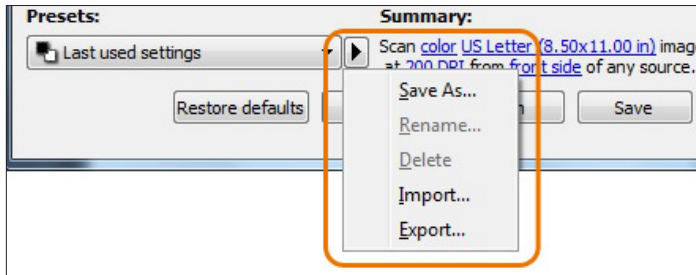 Presets:
Summary:
Last used settings
Scan color US Letter (8.50x11.00 in)
at 200 DPI from front side of any source.
Restore defaults
Save
Save As...
Rename...
Delete
Import...
Export...